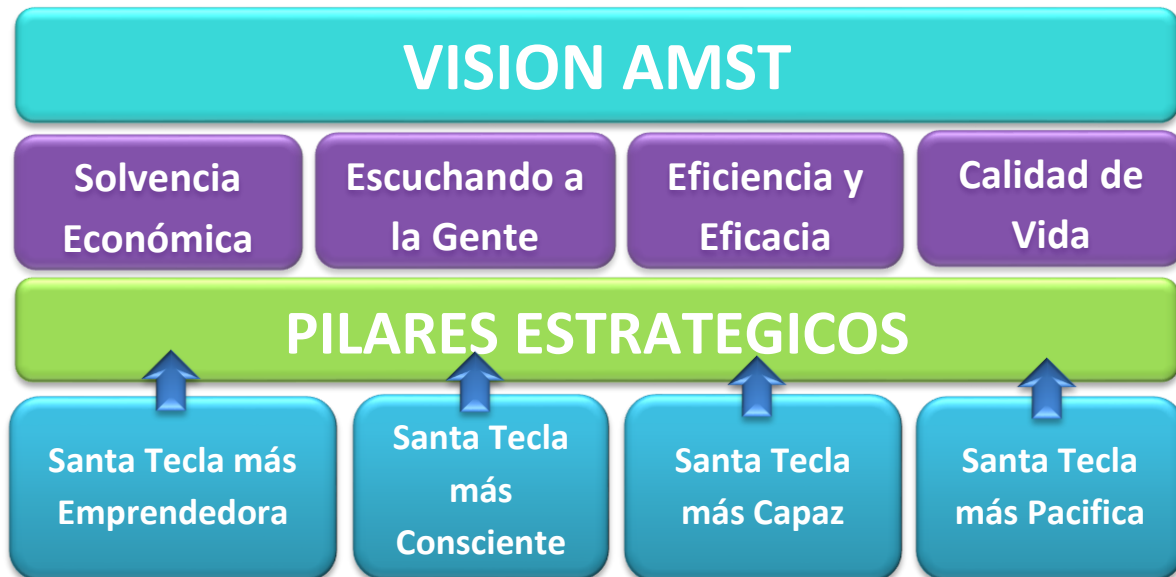 VISION AMST
Solvencia
Económica
Escuchando a
la Gente
Eficiencia y
Eficacia
Calidad de
Vida
PILARES ESTRATEGICOS
Santa Tecla más
Emprendedora
Santa Tecla
más
Consciente
Santa Tecla
más Capaz
Santa Tecla
más Pacifica